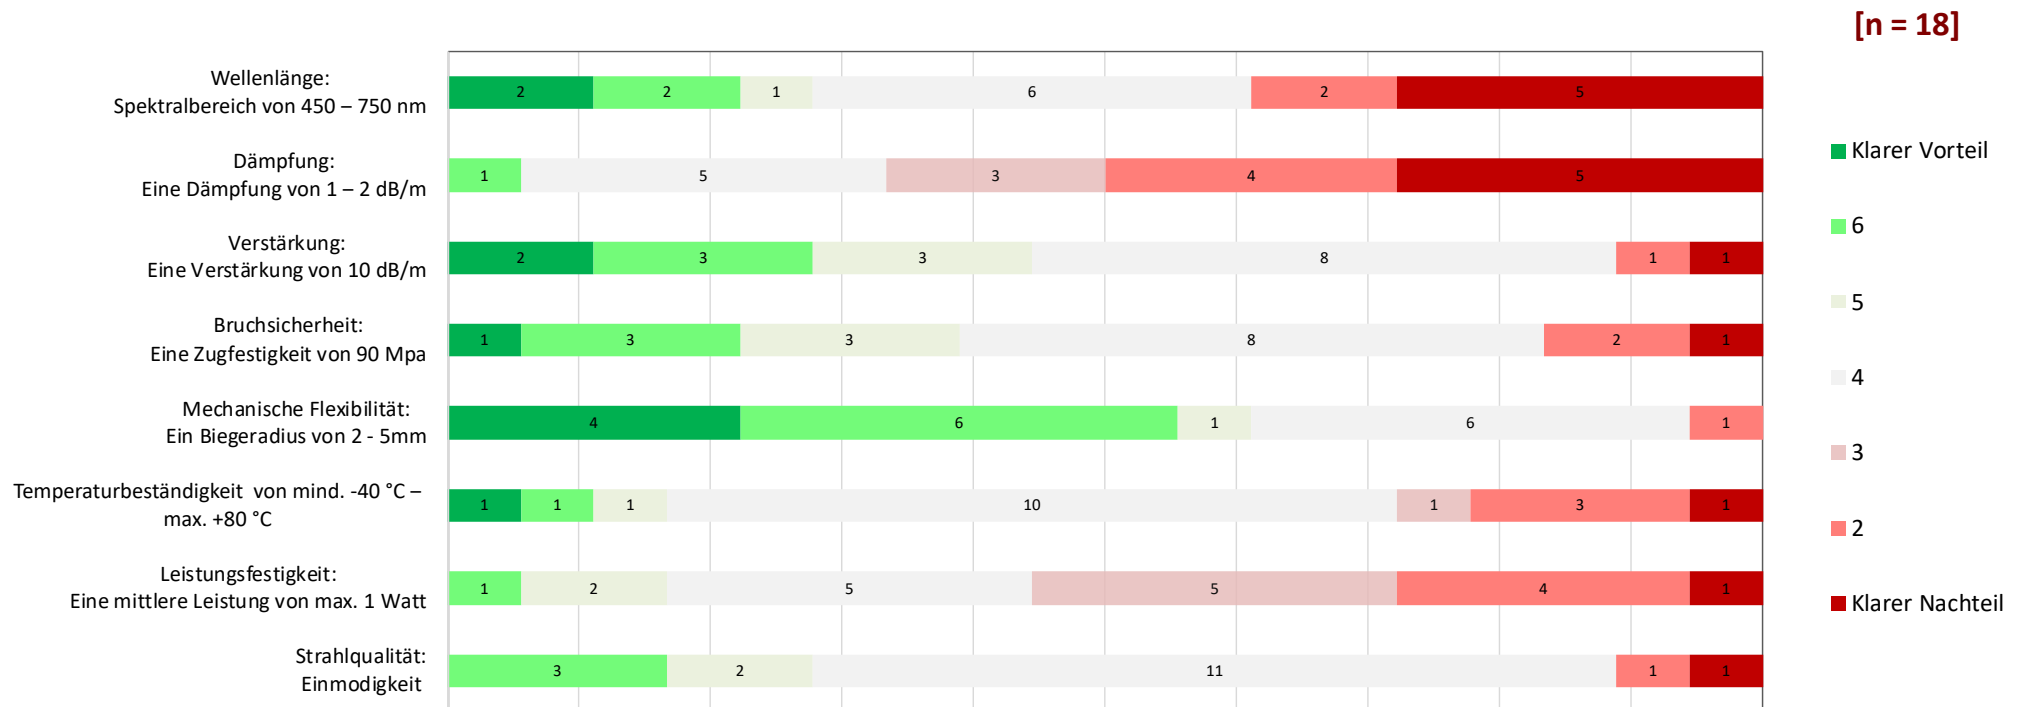 [n = 18]
Wellenlänge:
Spektralbereich von 450 – 750 nm
2 2 1 6 2 5
Dämpfung:
Eine Dämpfung von 1 – 2 dB/m
1 5 3 4 5
Verstärkung:
Eine Verstärkung von 10 dB/m
2 3 3 8 1 1
Bruchsicherheit:
Eine Zugfestigkeit von 90 Mpa
1 3 3 8 2 1
Mechanische Flexibilität:
Ein Biegeradius von 2 - 5mm
4 6 1 6 1
Temperaturbeständigkeit von mind. -40 °C –
max. +80 °C
1 1 1 10 1 3 1
Leistungsfestigkeit:
Eine mittlere Leistung von max. 1 Watt
1 2 5 5 4 1
Strahlqualität:
Einmodigkeit
3 2 11 1 1
Klarer Vorteil
6
5
4
3
2
Klarer Nachteil